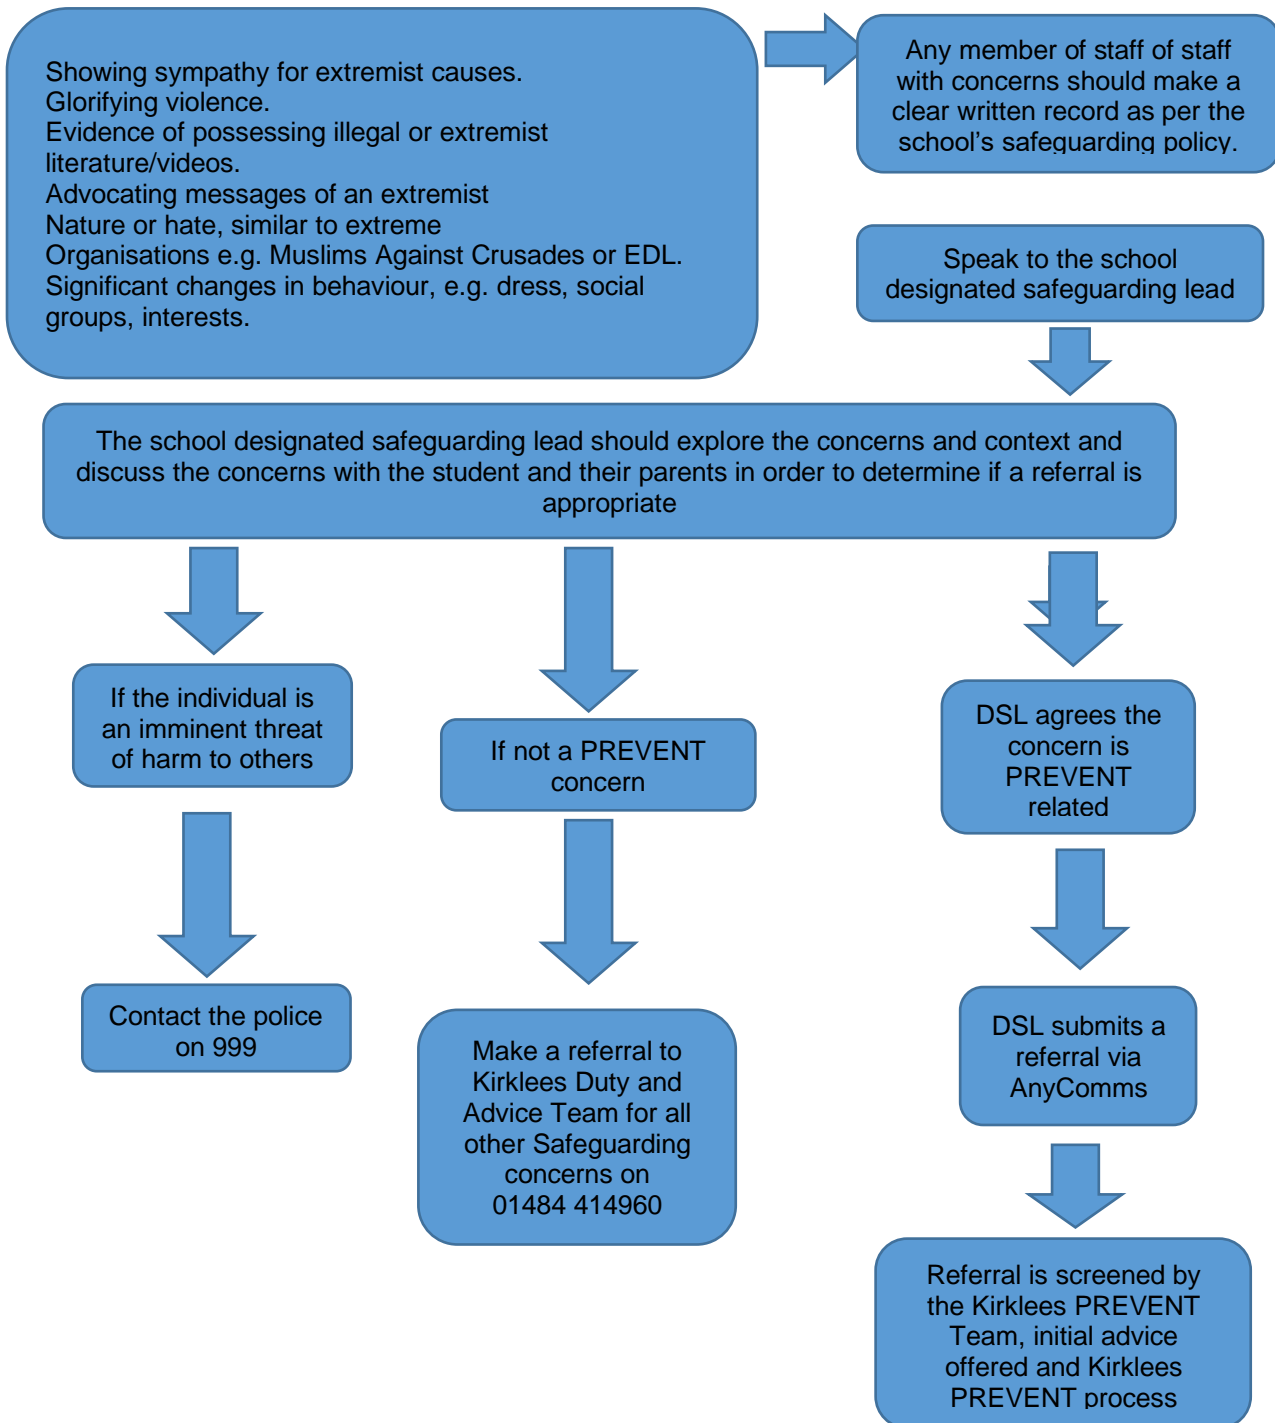 Showing sympathy for extremist causes.
Glorifying violence.
Evidence of possessing illegal or extremist
literature/videos.
Advocating messages of an extremist
Nature or hate, similar to extreme
Organisations e.g. Muslims Against Crusades or EDL.
Significant changes in behaviour, e.g. dress, social
groups, interests.
Any member of staff of staff
with concerns should make a
clear written record as per the
school’s safeguarding policy.
Speak to the school
designated safeguarding lead
The school designated safeguarding lead should explore the concerns and context and
discuss the concerns with the student and their parents in order to determine if a referral is
appropriate
If the individual is
an imminent threat
of harm to others
Contact the police
on 999
If not a PREVENT
concern
Make a referral to
Kirklees Duty and
Advice Team for all
other Safeguarding
concerns on
01484 414960
DSL agrees the
concern is
PREVENT
related
DSL submits a
referral via
AnyComms
Referral is screened by
the Kirklees PREVENT
Team, initial advice
offered and Kirklees
PREVENT process